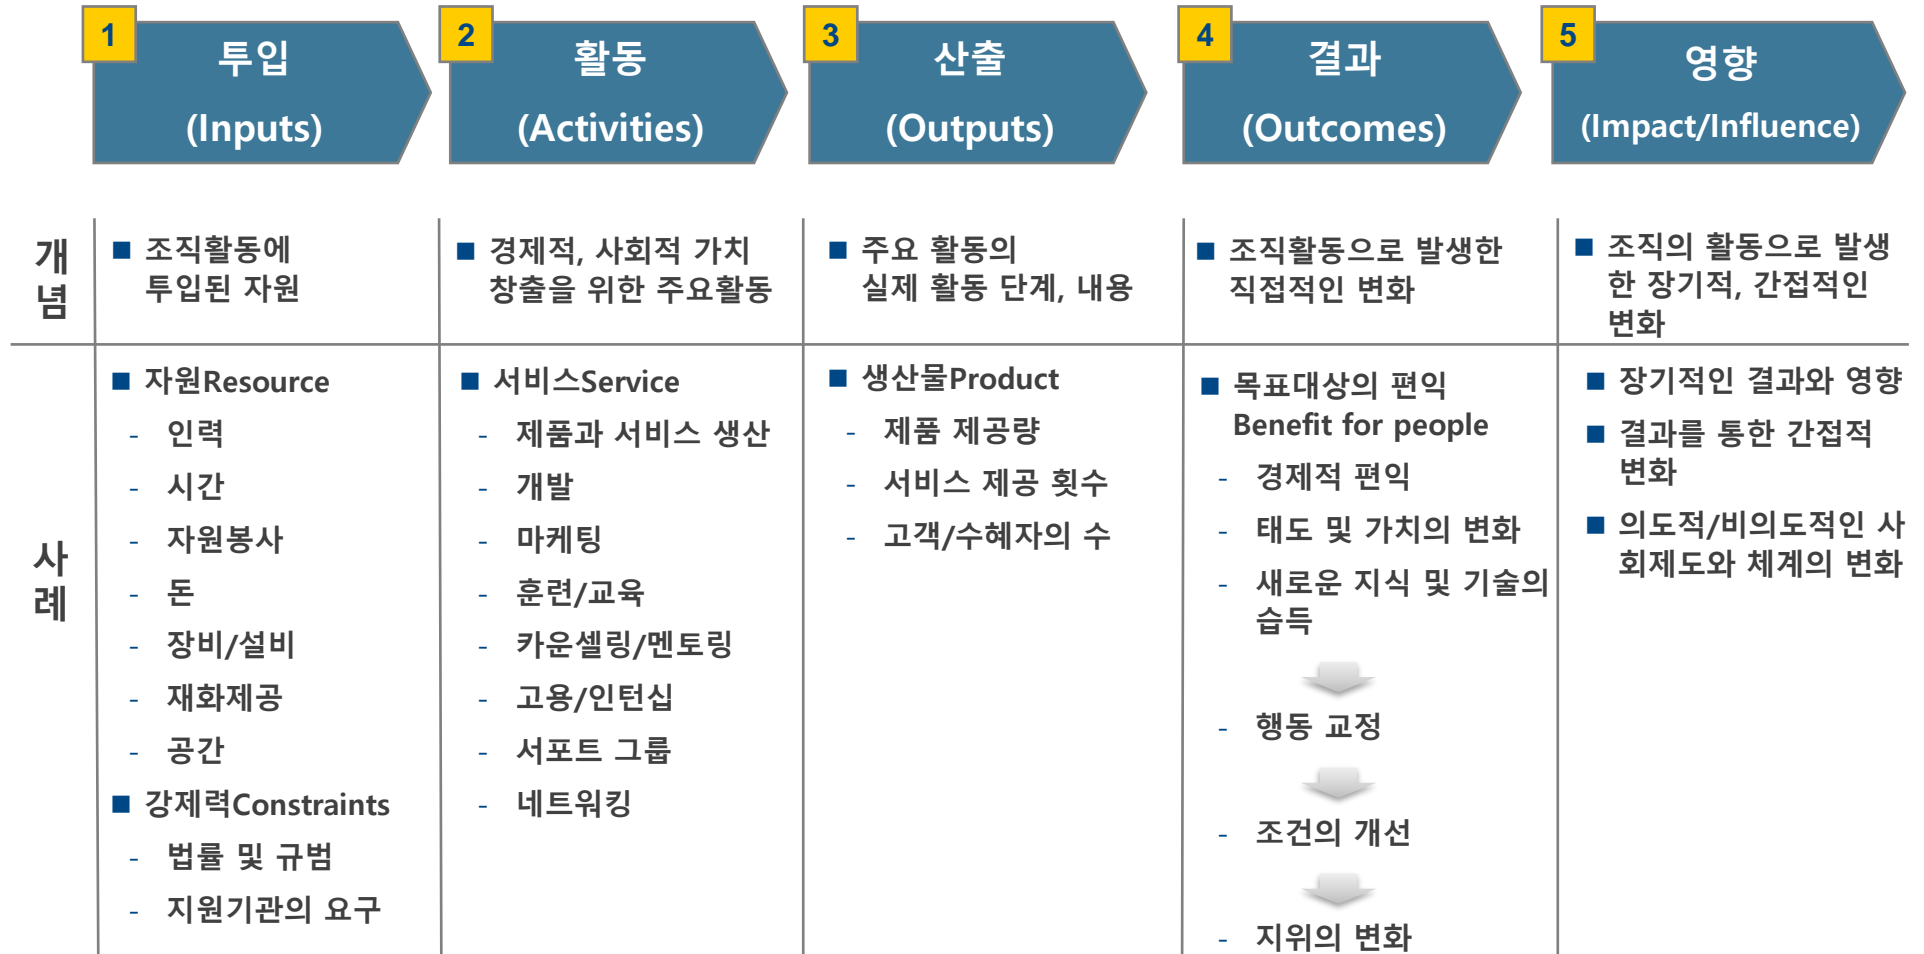 1
투입
(Inputs)
2
활동
(Activities)
3
산출
(Outputs)
4
결과
(Outcomes)
5
영향
(Impact/Influence)
개
념
■ 조직활동에
투입된 자원
■ 경제적, 사회적 가치
창출을 위한 주요활동
■ 주요 활동의
실제 활동 단계, 내용
■ 조직활동으로 발생한
직접적인 변화
■ 조직의 활동으로 발생
한 장기적, 간접적인
변화
사
례
■ 자원Resource
- 인력
- 시간
- 자원봉사
- 돈
- 장비/설비
- 재화제공
- 공간
■ 강제력Constraints
- 법률 및 규범
- 지원기관의 요구
■ 서비스Service
- 제품과 서비스 생산
- 개발
- 마케팅
- 훈련/교육
- 카운셀링/멘토링
- 고용/인턴십
- 서포트 그룹
- 네트워킹
■ 생산물Product
- 제품 제공량
- 서비스 제공 횟수
- 고객/수혜자의 수
■ 목표대상의 편익
Benefit for people
- 경제적 편익
- 태도 및 가치의 변화
- 새로운 지식 및 기술의
습득
- 행동 교정
- 조건의 개선
- 지위의 변화
■ 장기적인 결과와 영향
■ 결과를 통한 간접적
변화
■ 의도적/비의도적인 사
회제도와 체계의 변화